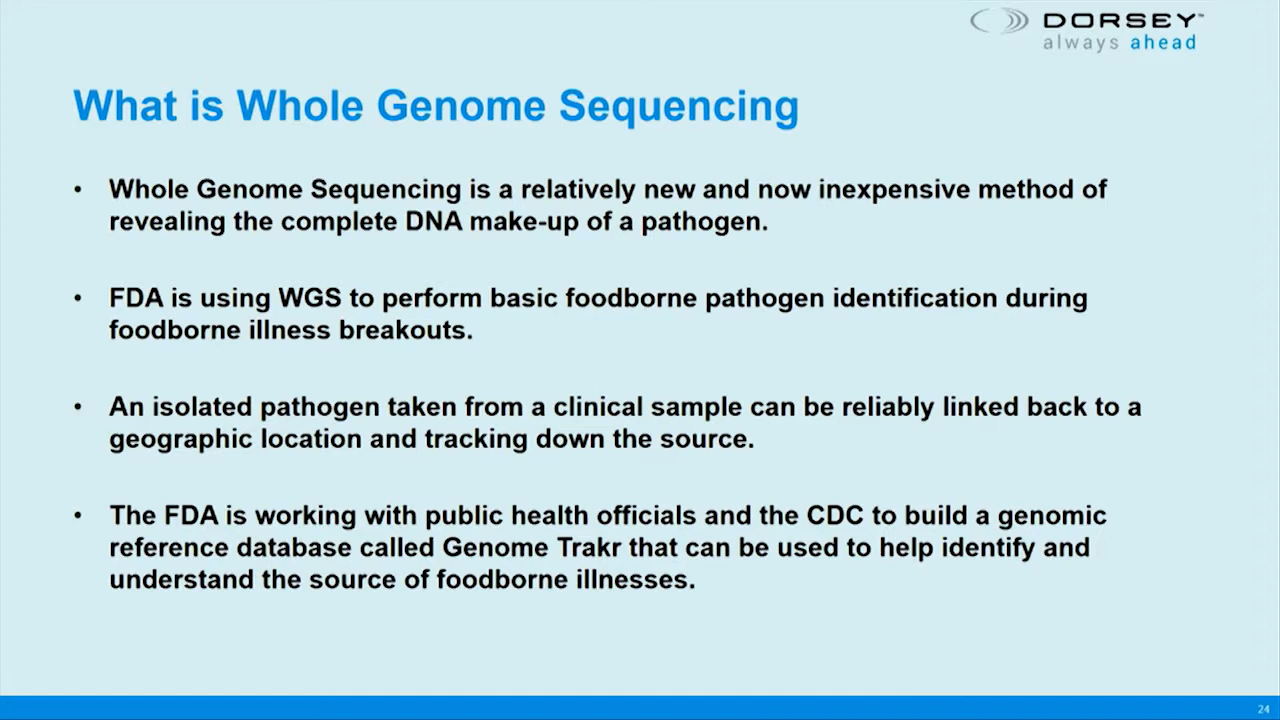 DORSEY™
always ahead
What is Whole Genome Sequencing
• Whole Genome Sequencing is a relatively new and now inexpensive method of
revealing the complete DNA make-up of a pathogen.
• FDA is using WGS to perform basic foodborne pathogen identification during
foodborne illness breakouts.
• An isolated pathogen taken from a clinical sample can be reliably linked back to a
geographic location and tracking down the source.
• The FDA is working with public health officials and the CDC to build a genomic
reference database called Genome Trakr that can be used to help identify and
understand the source of foodborne illnesses.
24